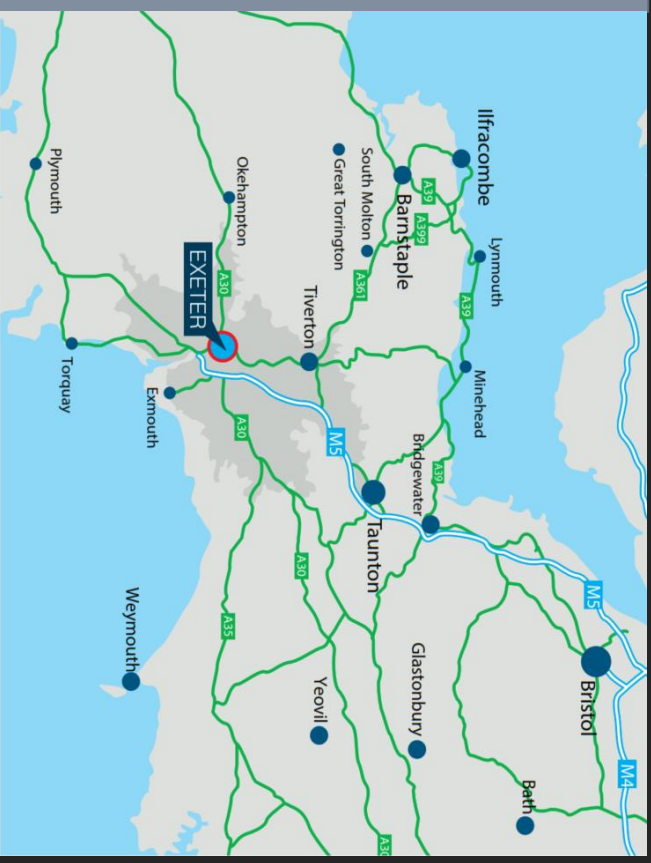 M4
M5
Bristol
Bath
Lynmouth
Ilfracombe
Minehead
A39
A39
A39
A399
Bridgewater
Glastonbury
Barnstaple
A30
Taunton
South Molton
A361
Great Torrington
M5
Yeovil
Tiverton
A30
Okehampton
A30
A35
A30
EXETER
Exmouth
Weymouth
Torquay
Plymouth